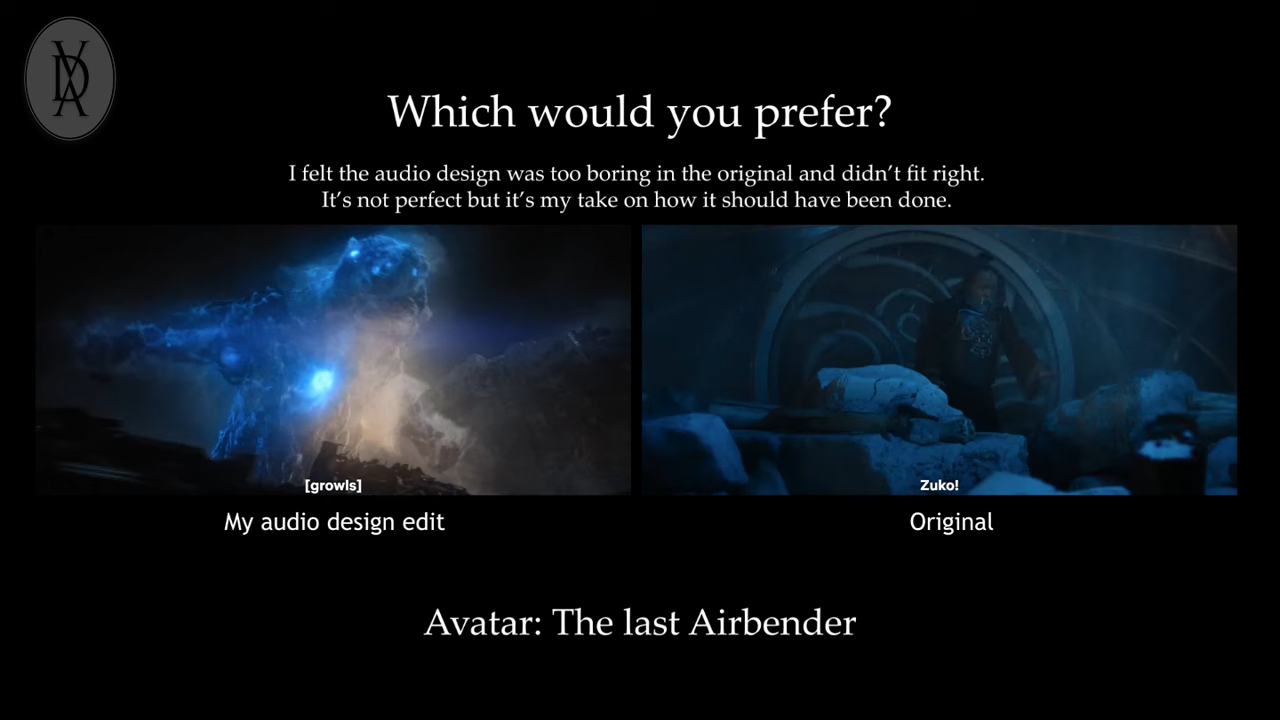 VDA
Which would you prefer?
I felt the audio design was too boring in the original and didn’t fit right.
It’s not perfect but it’s my take on how it should have been done.
[growls]
Zuko!
My audio design edit
Original
Avatar: The last Airbender